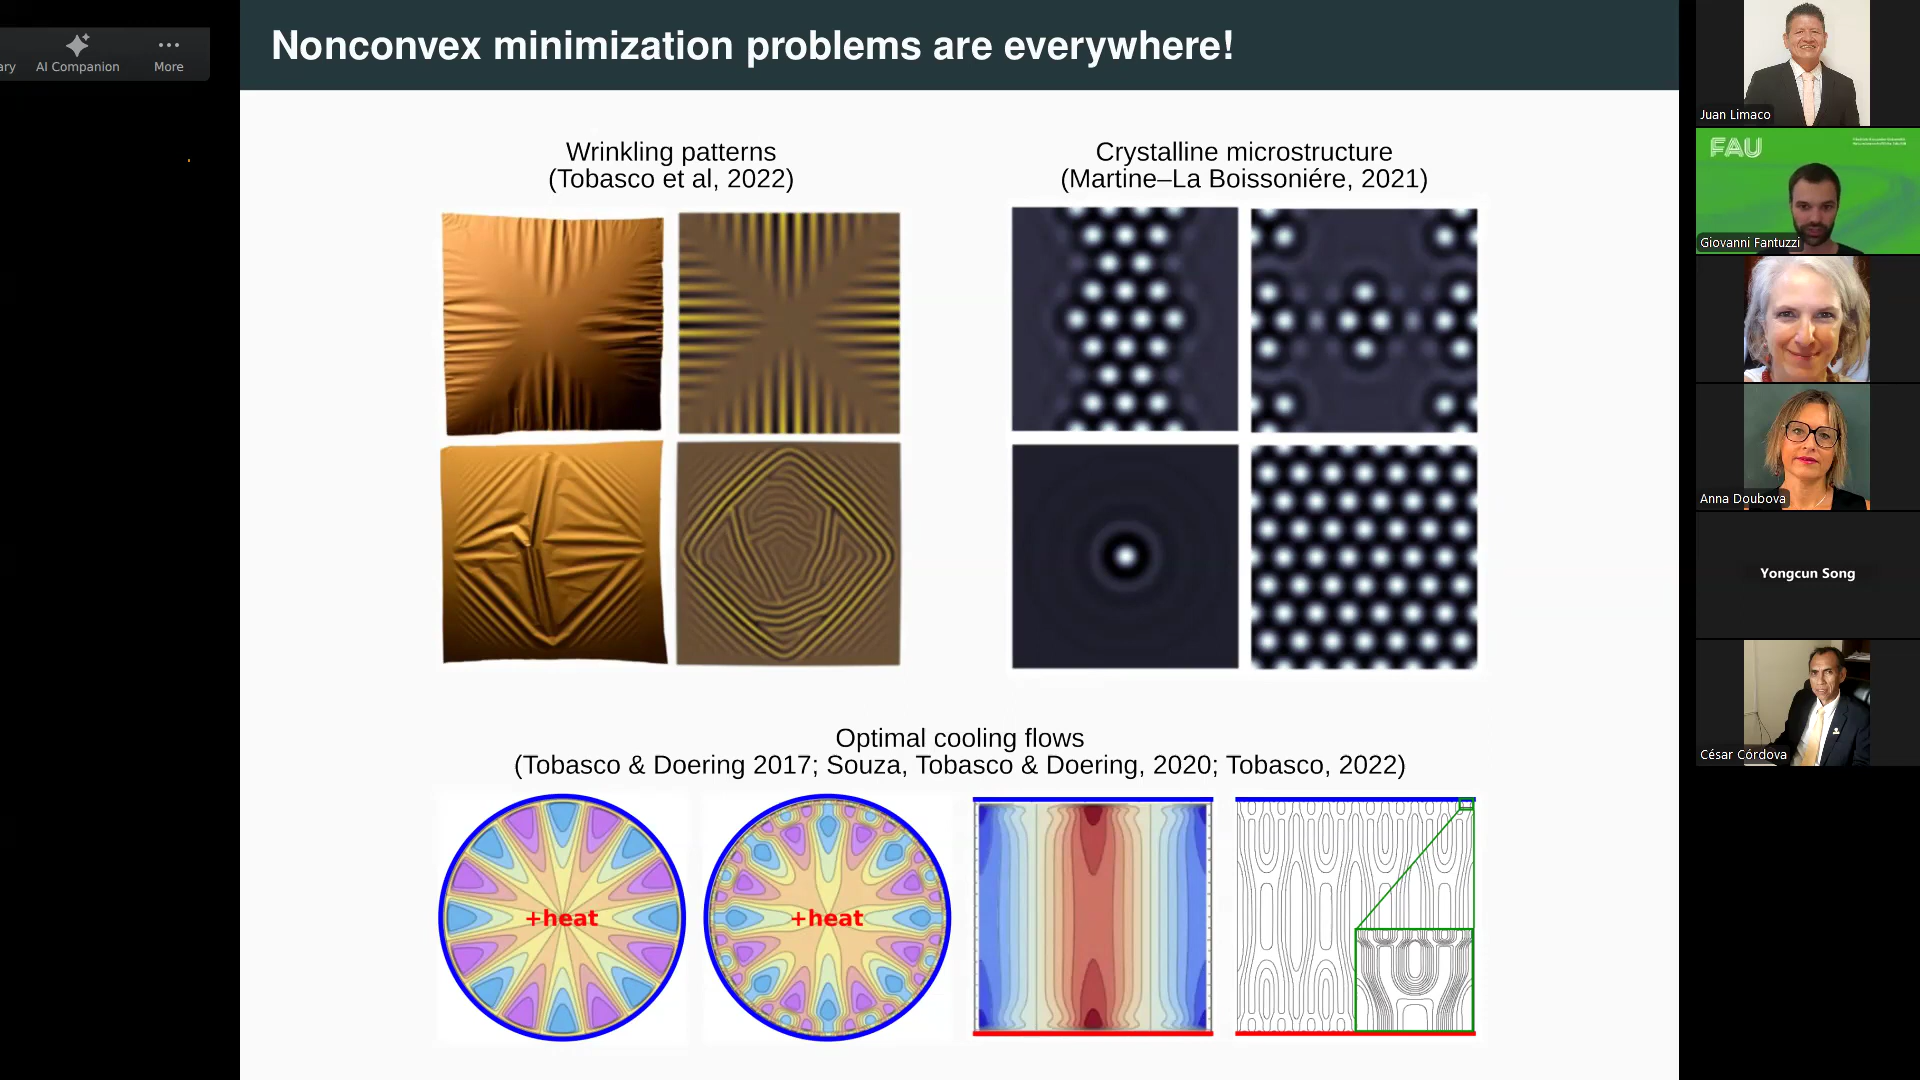 ary
AI Companion
More
Nonconvex minimization problems are everywhere!
Wrinkling patterns
(Tobasco et al, 2022)
Crystalline microstructure
(Martine–La Boissoniére, 2021)
Optimal cooling flows
(Tobasco & Doering 2017; Souza, Tobasco & Doering, 2020; Tobasco, 2022)
+heat
+heat
Juan Limaco
FAU
Giovanni Fantuzzi
Anna Doubova
Yongcun Song
César Córdova